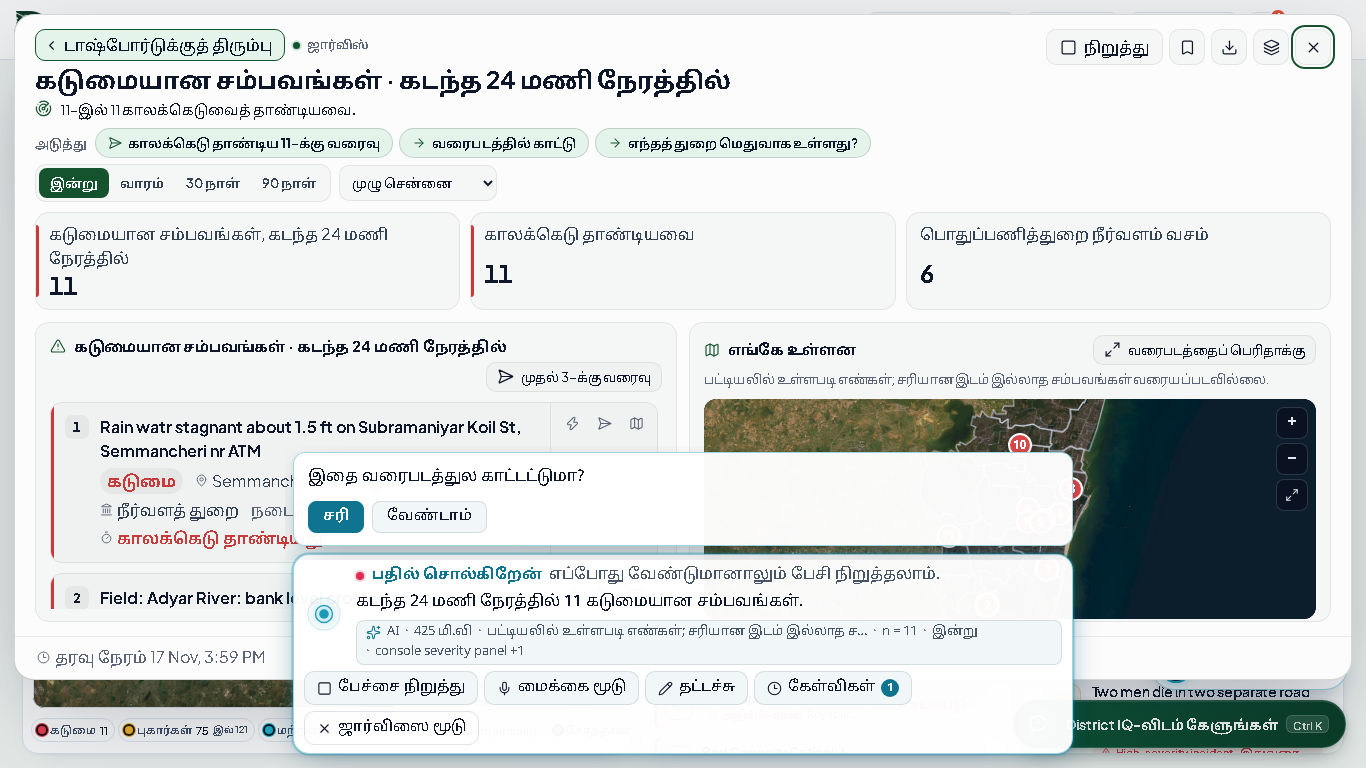 டாஷ்போர்டுக்குத் திரும்பு
ஜார்விஸ்
நிறுத்து
கடுமையான சம்பவங்கள் · கடந்த 24 மணி நேரத்தில்
11-இல் 11 காலக்கெடுவைத் தாண்டியவை.
அடுத்து
காலக்கெடு தாண்டிய 11-க்கு வரைவு
வரைபடத்தில் காட்டு
எந்தத் துறை மெதுவாக உள்ளது?
இன்று
வாரம்
30 நாள்
90 நாள்
முழு சென்னை
கடுமையான சம்பவங்கள், கடந்த 24 மணி
நேரத்தில்
11
காலக்கெடு தாண்டியவை
11
பொதுப்பணித்துறை நீர்வளம் வசம்
6
கடுமையான சம்பவங்கள் · கடந்த 24 மணி நேரத்தில்
முதல் 3-க்கு வரைவு
1
Rain watr stagnant about 1.5 ft on Subramaniyar Koil St,
Semmancheri nr ATM
கடுமை
நீர்வளத் துறை
காலக்கெடு
2
Field: Adyar River: bank
எங்கே உள்ளன
வரைபடத்தைப் பெரிதாக்கு
பட்டியலில் உள்ளபடி எண்கள்; சரியான இடம் இல்லாத சம்பவங்கள் வரையப்படவில்லை.
10
+
−
இதை வரைபடத்துல காட்டட்டுமா?
சரி
வேண்டாம்
பதில் சொல்கிறேன் எப்போது வேண்டுமானாலும் பேசி நிறுத்தலாம்.
கடந்த 24 மணி நேரத்தில் 11 கடுமையான சம்பவங்கள்.
AI · 425 மி.வி · பட்டியலில் உள்ளபடி எண்கள்; சரியான இடம் இல்லாத ச... · n = 11 · இன்று
· console severity panel +1
பேச்சை நிறுத்து
மைக்கை மூடு
தட்டச்சு
கேள்விகள் 1
ஜார்விஸை மூடு
தரவு நேரம் 17 Nov, 3:59 PM
கடுமை 11
புகார்கள் 75 இல் 121
Two men die in two separate road
District IQ-விடம் கேளுங்கள் Ctrl K